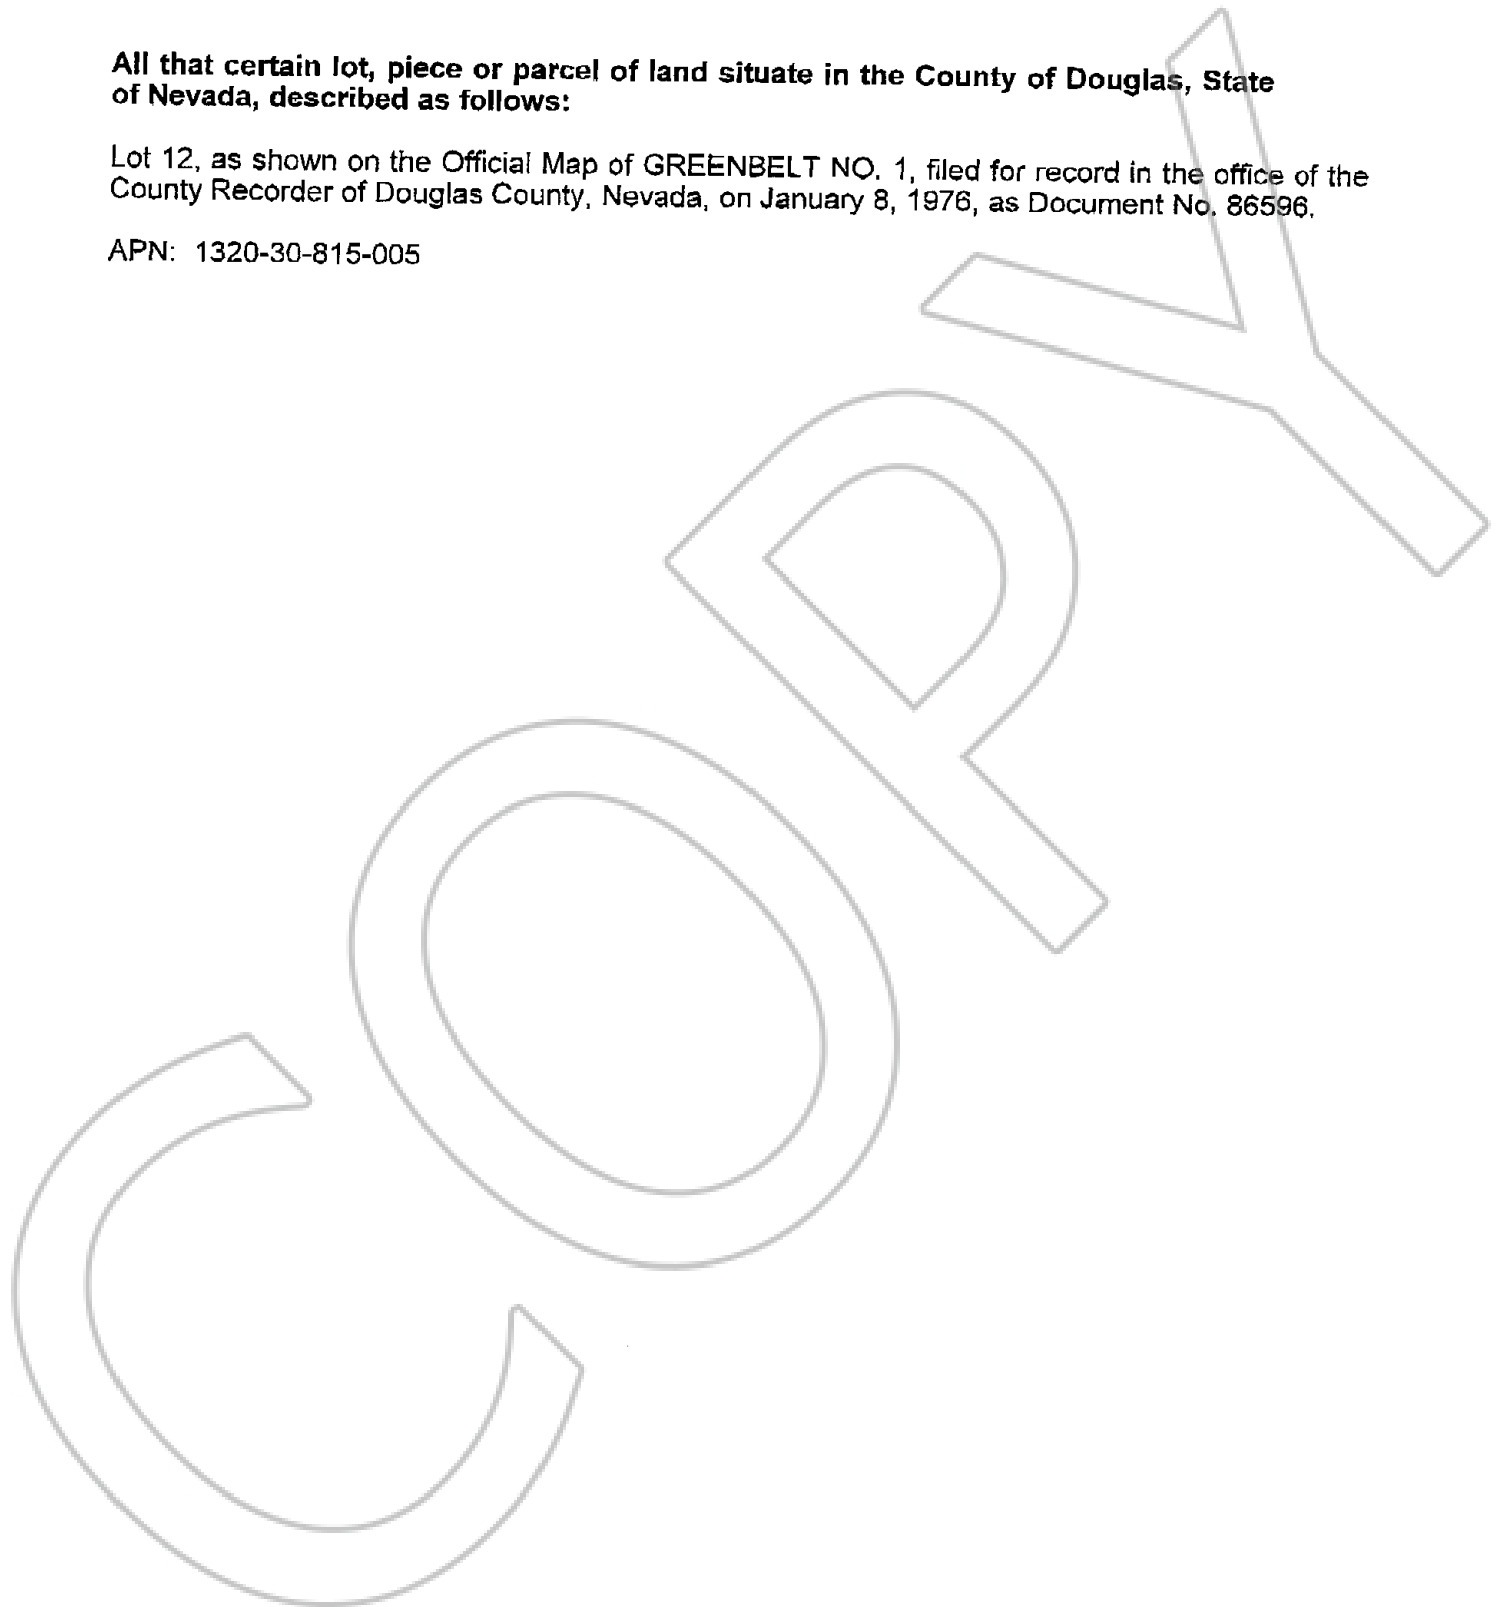 All that certain lot, piece or parcel of land situate in the County of Douglas, State
of Nevada, described as follows:
Lot 12, as shown on the Official Map of GREENBELT NO. 1, filed for record in the office of the
County Recorder of Douglas County, Nevada, on January 8, 1976, as Document No. 86596.
APN: 1320-30-815-005
COPY